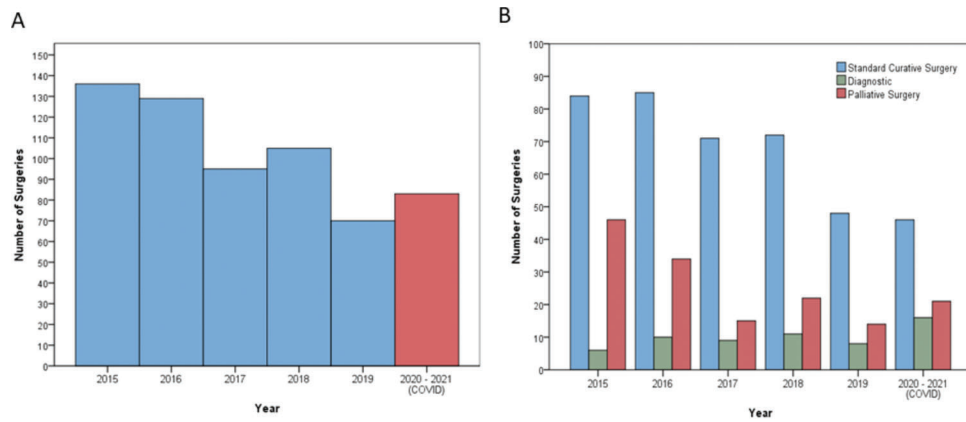 A
Number of Surgeries
150
140
130
120
110
100
90
80
70
60
50
40
30
20
10
0
2015
2016
2017
2018
2019
2020 - 2021
(COVID)
Year
B
Number of Surgeries
100
90
80
70
60
50
40
30
20
10
0
Standard Curative Surgery
Diagnostic
Palliative Surgery
2015
2016
2017
2018
2019
2020 - 2021
(COVID)
Year